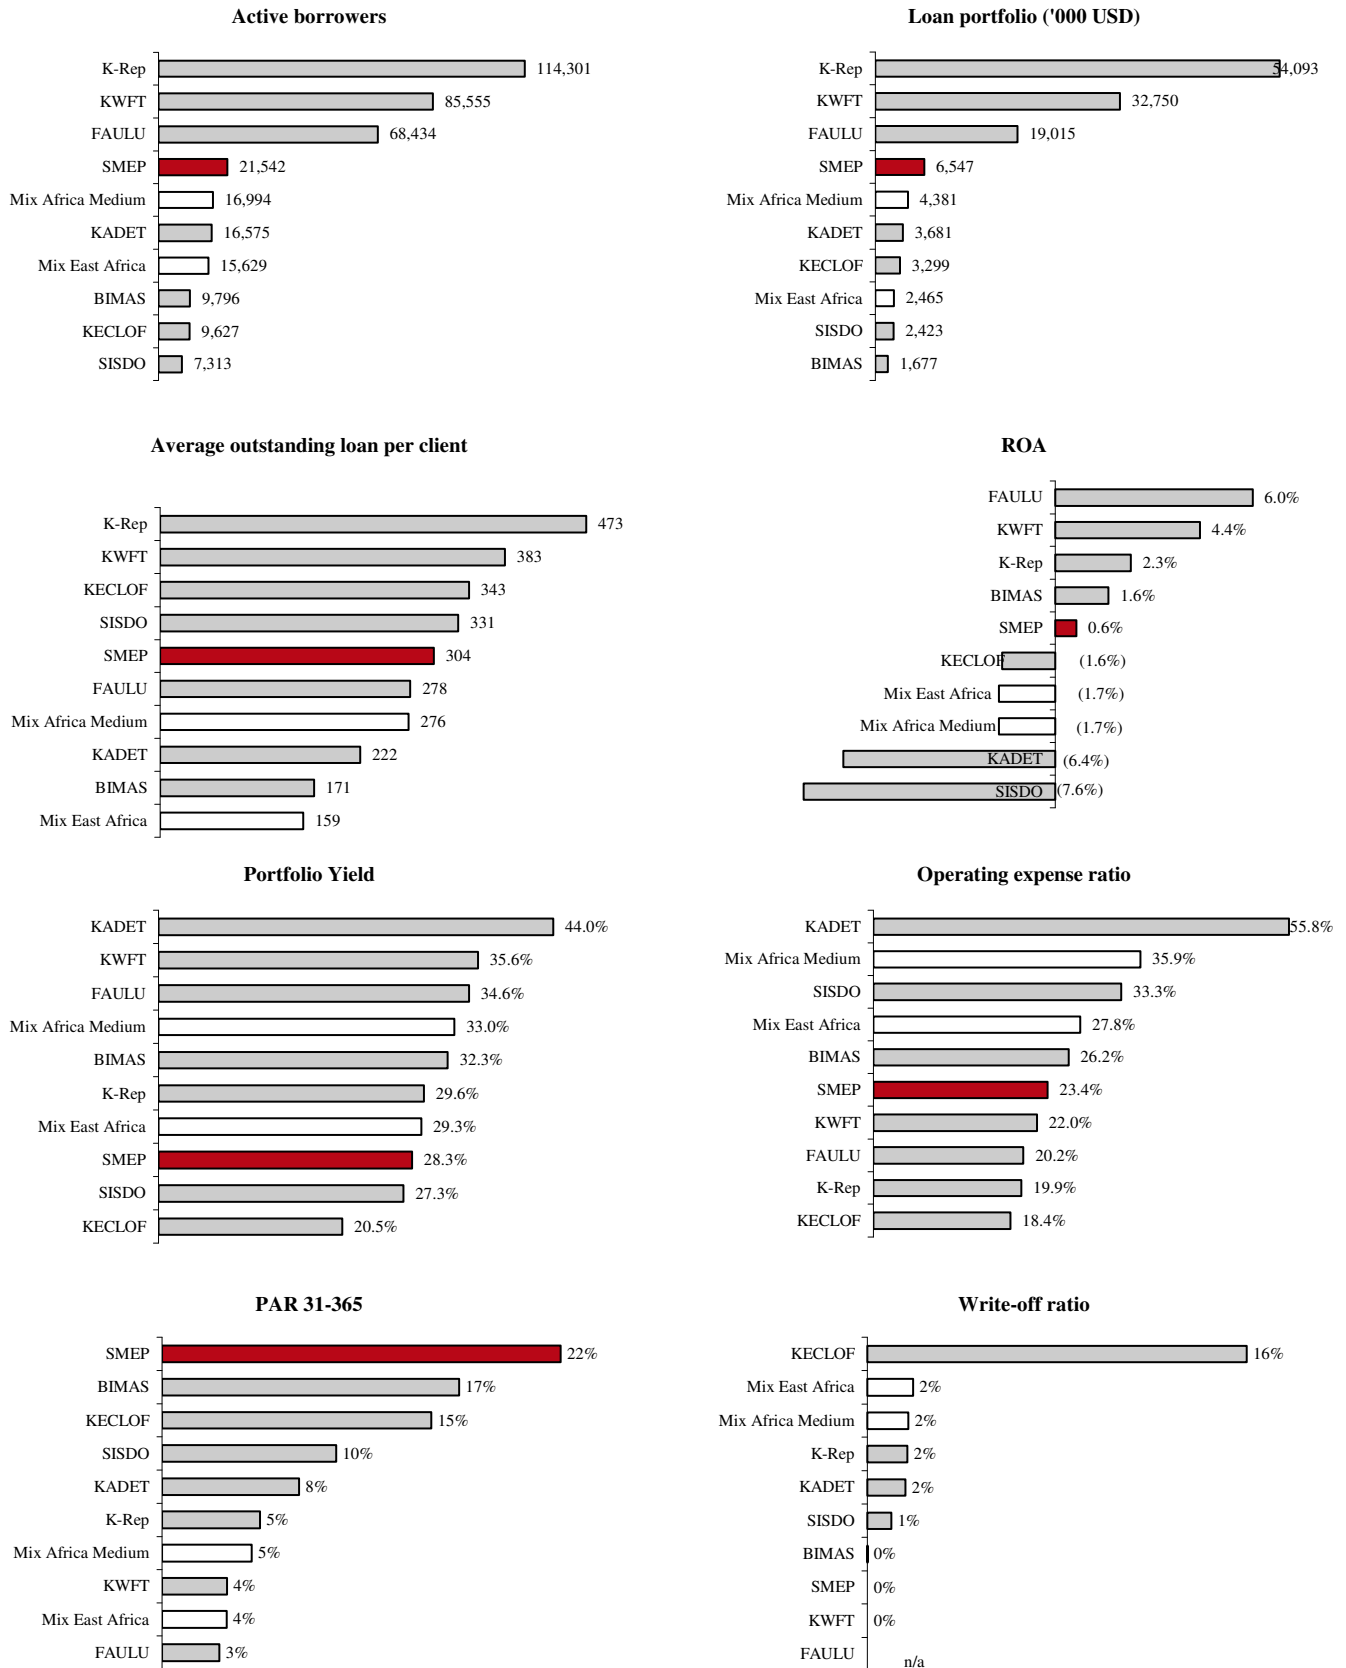 Active borrowers
K-Rep 114,301
KWFT 85,555
FAULU 68,434
SMEP 21,542
Mix Africa Medium 16,994
KADET 16,575
Mix East Africa 15,629
BIMAS 9,796
KECLOF 9,627
SISDO 7,313
Loan portfolio ('000 USD)
K-Rep 54,093
KWFT 32,750
FAULU 19,015
SMEP 6,547
Mix Africa Medium 4,381
KADET 3,681
KECLOF 3,299
Mix East Africa 2,465
SISDO 2,423
BIMAS 1,677
Average outstanding loan per client
K-Rep 473
KWFT 383
KECLOF 343
SISDO 331
SMEP 304
FAULU 278
Mix Africa Medium 276
KADET 222
BIMAS 171
Mix East Africa 159
ROA
FAULU 6.0%
KWFT 4.4%
K-Rep 2.3%
BIMAS 1.6%
SMEP 0.6%
KECLOF (1.6%)
Mix East Africa (1.7%)
Mix Africa Medium (1.7%)
KADET (6.4%)
SISDO (7.6%)
Portfolio Yield
KADET 44.0%
KWFT 35.6%
FAULU 34.6%
Mix Africa Medium 33.0%
BIMAS 32.3%
K-Rep 29.6%
Mix East Africa 29.3%
SMEP 28.3%
SISDO 27.3%
KECLOF 20.5%
Operating expense ratio
KADET 55.8%
Mix Africa Medium 35.9%
SISDO 33.3%
Mix East Africa 27.8%
BIMAS 26.2%
SMEP 23.4%
KWFT 22.0%
FAULU 20.2%
K-Rep 19.9%
KECLOF 18.4%
PAR 31-365
SMEP 22%
BIMAS 17%
KECLOF 15%
SISDO 10%
KADET 8%
K-Rep 5%
Mix Africa Medium 5%
KWFT 4%
Mix East Africa 4%
FAULU 3%
Write-off ratio
KECLOF 16%
Mix East Africa 2%
Mix Africa Medium 2%
K-Rep 2%
KADET 2%
SISDO 1%
BIMAS 0%
SMEP 0%
KWFT 0%
FAULU n/a